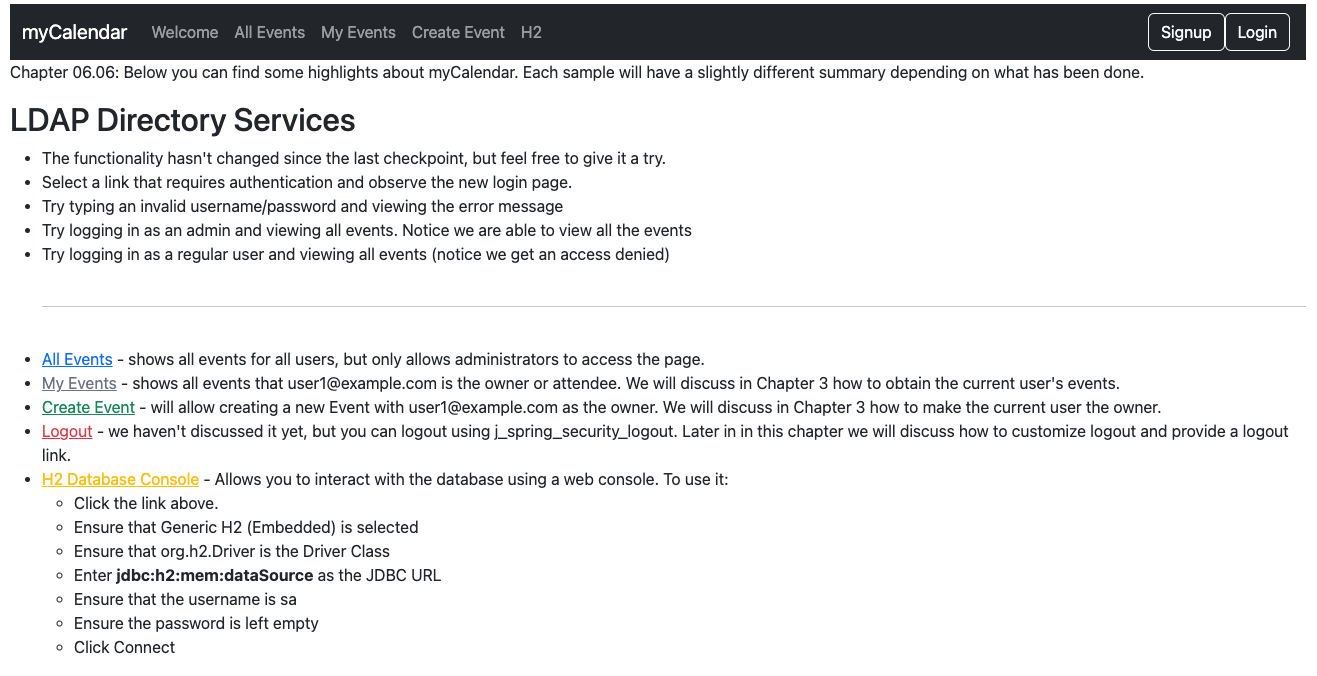 myCalendar Welcome All Events My Events Create Event H2 Signup Login
Chapter 06.06: Below you can find some highlights about myCalendar. Each sample will have a slightly different summary depending on what has been done.
LDAP Directory Services
• The functionality hasn't changed since the last checkpoint, but feel free to give it a try.
• Select a link that requires authentication and observe the new login page.
• Try typing an invalid username/password and viewing the error message
• Try logging in as an admin and viewing all events. Notice we are able to view all the events
• Try logging in as a regular user and viewing all events (notice we get an access denied)
• All Events - shows all events for all users, but only allows administrators to access the page.
• My Events - shows all events that user1@example.com is the owner or attendee. We will discuss in Chapter 3 how to obtain the current user's events.
• Create Event - will allow creating a new Event with user1@example.com as the owner. We will discuss in Chapter 3 how to make the current user the owner.
• Logout - we haven't discussed it yet, but you can logout using j_spring_security_logout. Later in in this chapter we will discuss how to customize logout and provide a logout
link.
• H2 Database Console - Allows you to interact with the database using a web console. To use it:
◦ Click the link above.
◦ Ensure that Generic H2 (Embedded) is selected
◦ Ensure that org.h2.Driver is the Driver Class
◦ Enter jdbc:h2:mem:dataSource as the JDBC URL
◦ Ensure that the username is sa
◦ Ensure the password is left empty
◦ Click Connect